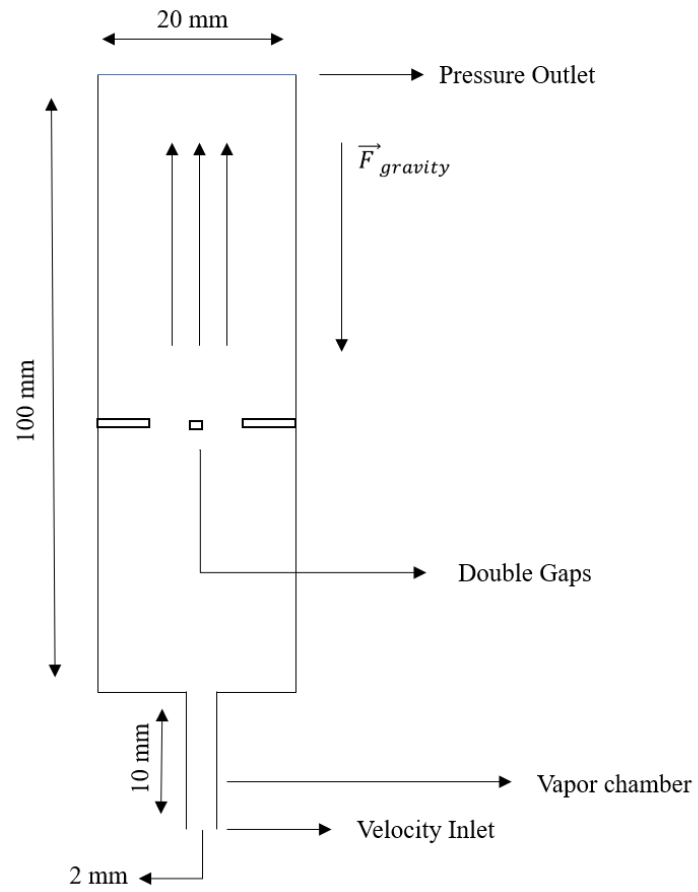 20 mm
Pressure Outlet
F gravity
100 mm
Double Gaps
10 mm
Vapor chamber
Velocity Inlet
2 mm